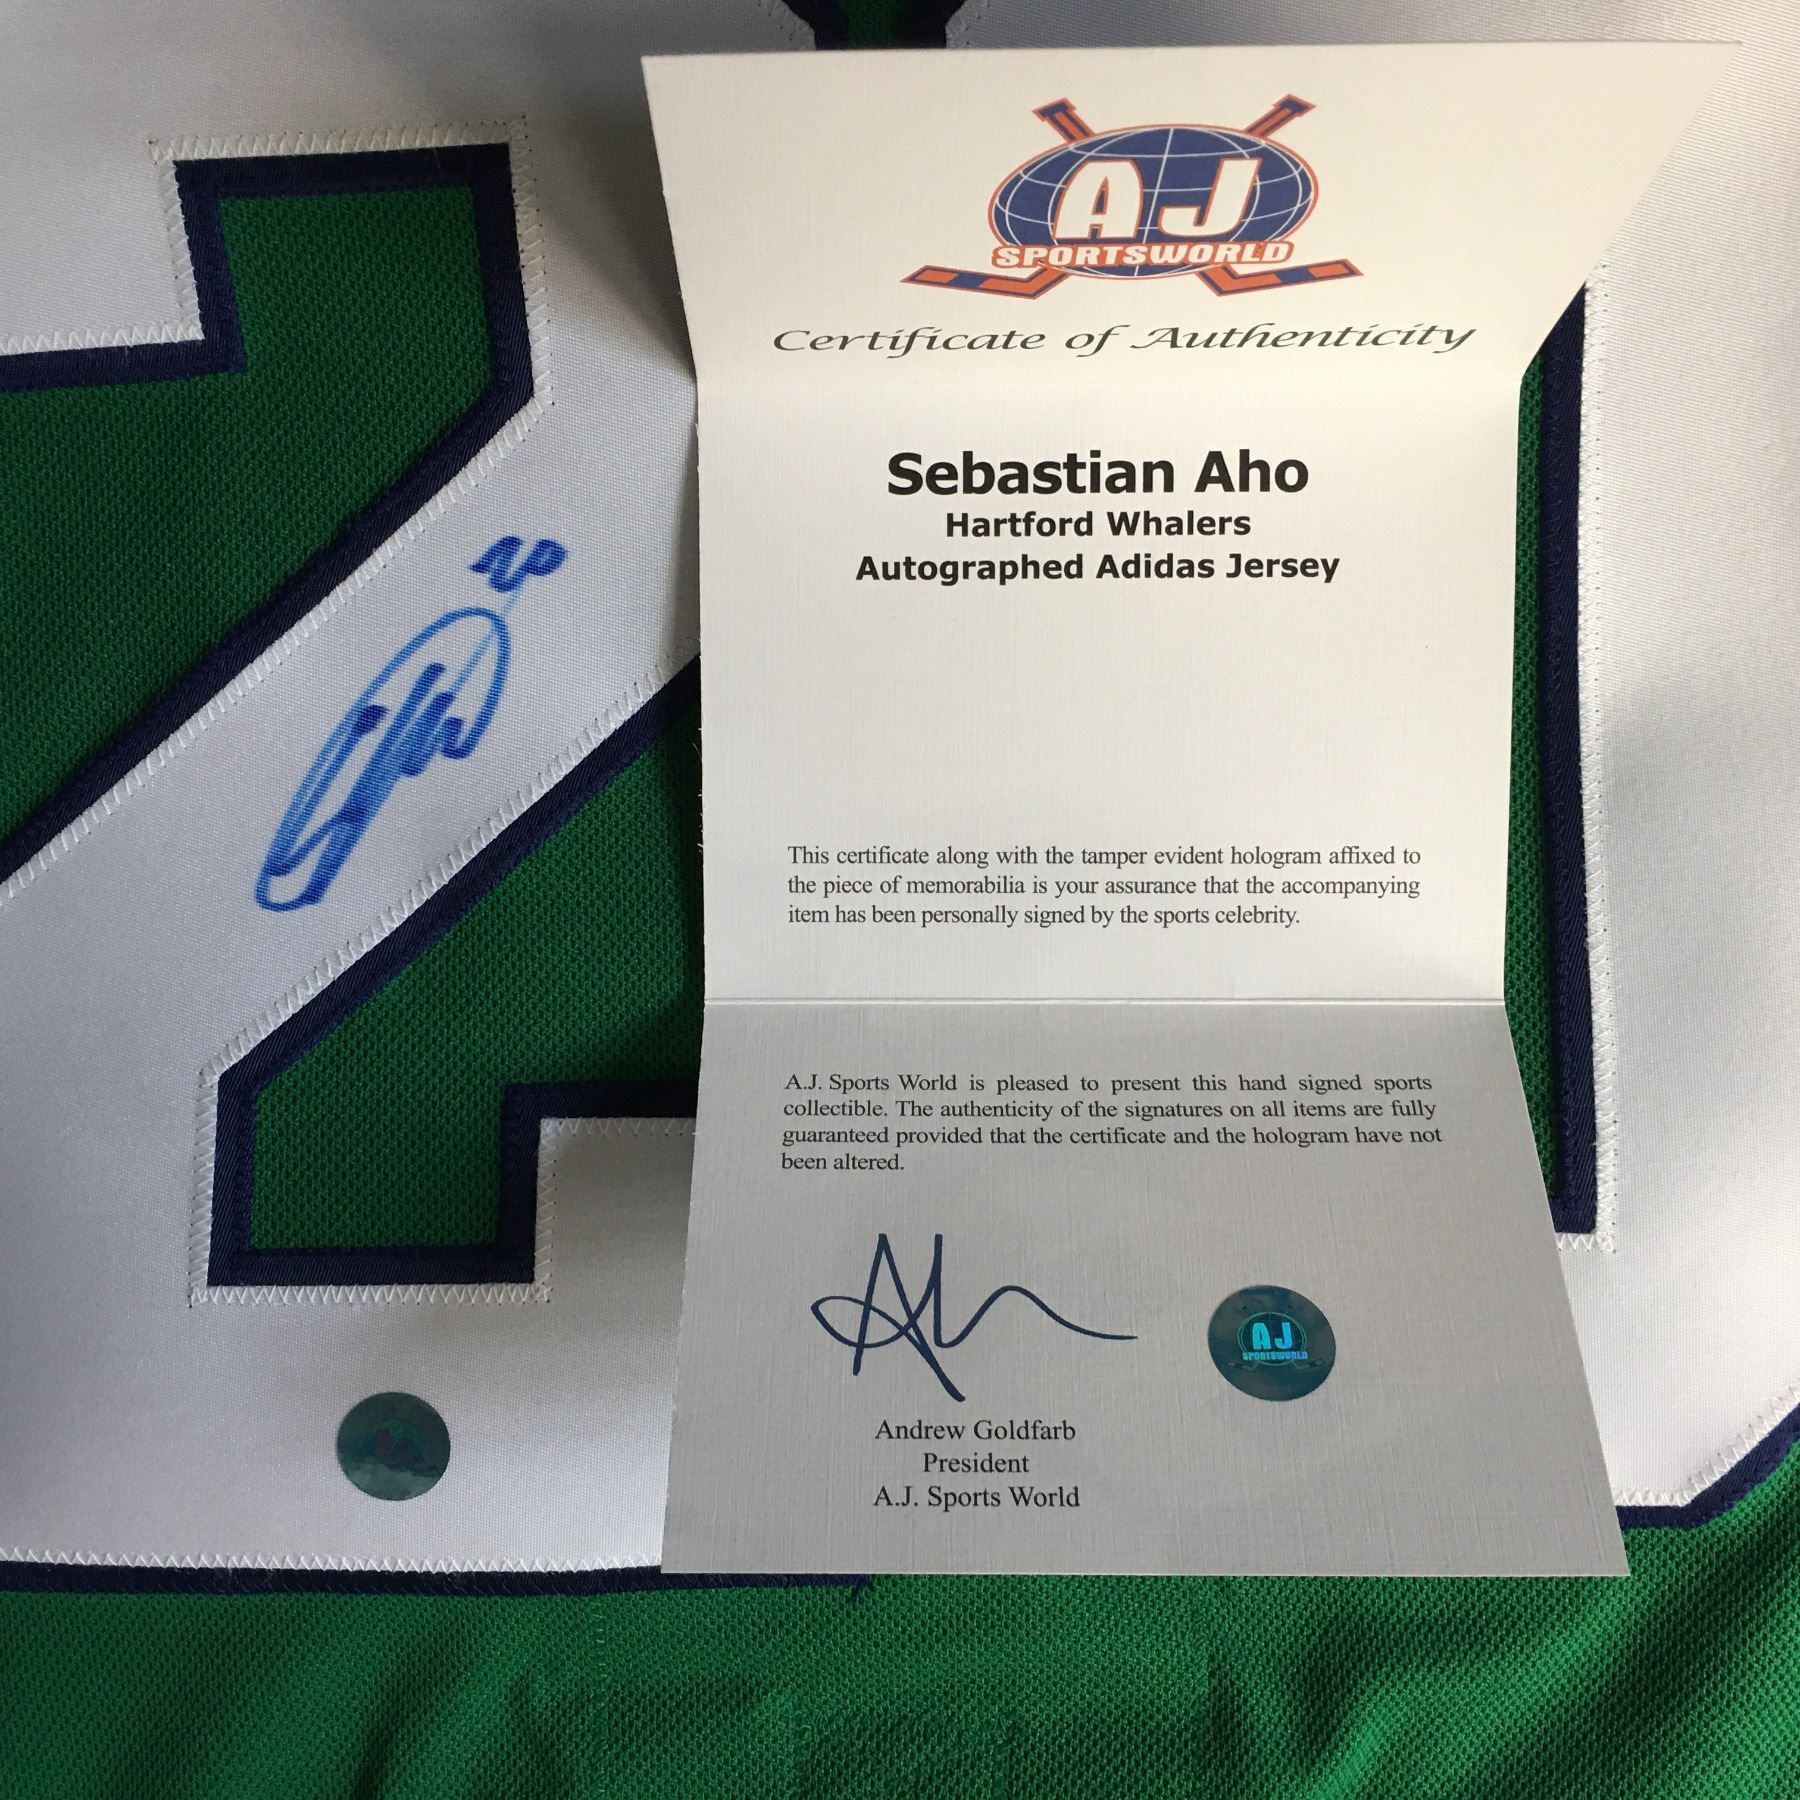 AJ
SPORTSWORLD
Certificate of Authenticity
Sebastian Aho
Hartford Whalers
Autographed Adidas Jersey
20
This certificate along with the tamper evident hologram affixed to
the piece of memorabilia is your assurance that the accompanying
item has been personally signed by the sports celebrity.
A.J. Sports World is pleased to present this hand signed sports
collectible. The authenticity of the signatures on all items are fully
guaranteed provided that the certificate and the hologram have not
been altered.
AJ
SPORTSWORLD
Andrew Goldfarb
President
A.J. Sports World
AJ